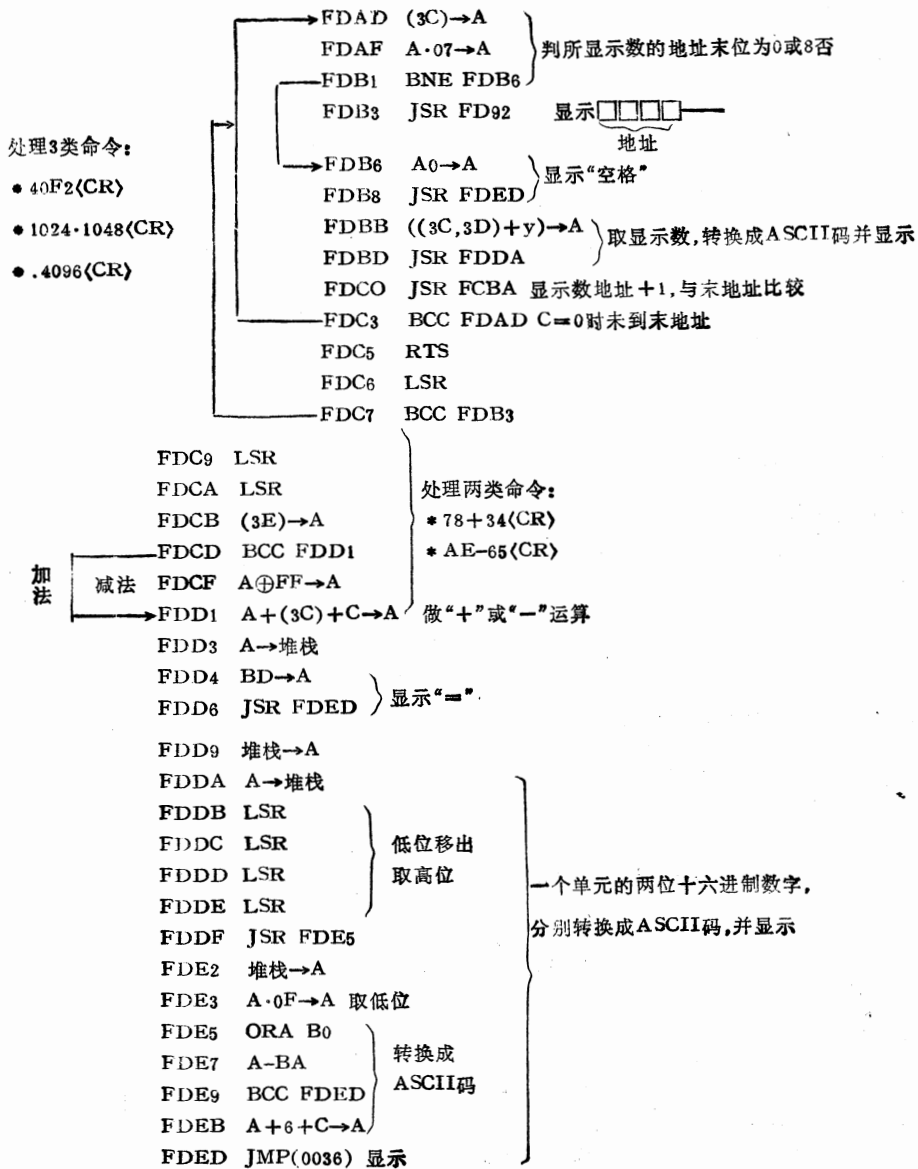 FDAD (3C)→A
FDAF A·07→A
判所显示数的地址末位为0或8否
FDB1 BNE FDB6
FDB3 JSR FD92 显示□□□□—
地址
处理3类命令:
● 40F2〈CR〉
● 1024·1048〈CR〉
● .4096〈CR〉
FDB6 A0→A
显示“空格”
FDB8 JSR FDED
FDBB ((3C,3D)+y)→A
取显示数,转换成ASCII码并显示
FDBD JSR FDDA
FDC0 JSR FCBA 显示数地址+1,与末地址比较
FDC3 BCC FDAD C=0时未到末地址
FDC5 RTS
FDC6 LSR
FDC7 BCC FDB3
FDC9 LSR
FDCA LSR
处理两类命令:
FDCB (3E)→A
* 78+34〈CR〉
FDCD BCC FDD1
* AE-65〈CR〉
加法
减法 FDCF A⊕FF→A
FDD1 A+(3C)+C→A 做“+”或“-”运算
FDD3 A→堆栈
FDD4 BD→A
显示“=”
FDD6 JSR FDED
FDD9 堆栈→A
FDDA A→堆栈
FDDB LSR
FDDC LSR
低位移出
FDDD LSR
取高位
FDDE LSR
一个单元的两位十六进制数字,
分别转换成ASCII码,并显示
FDDF JSR FDE5
FDE2 堆栈→A
FDE3 A·0F→A 取低位
FDE5 ORA B0
FDE7 A-BA
转换成
ASCII码
FDE9 BCC FDED
FDEB A+6+C→A
FDED JMP(0036) 显示